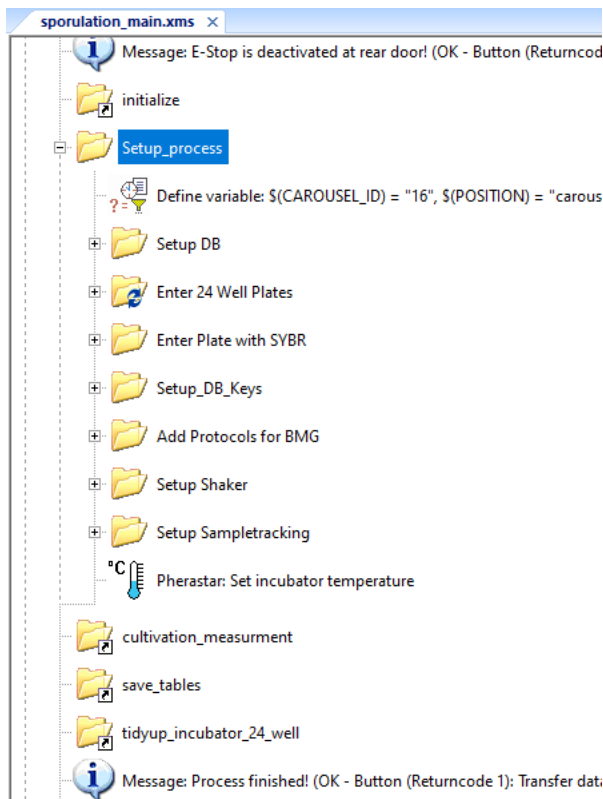 sporulation_main.xms ×
Message: E-Stop is deactivated at rear door! (OK - Button (Returncod
initialize
Setup_process
?= Define variable: $(CAROUSEL_ID) = "16", $(POSITION) = "carous
Setup DB
Enter 24 Well Plates
Enter Plate with SYBR
Setup_DB_Keys
Add Protocols for BMG
Setup Shaker
Setup Sampletracking
°C Pherastar: Set incubator temperature
cultivation_measurment
save_tables
tidyup_incubator_24_well
Message: Process finished! (OK - Button (Returncode 1): Transfer data